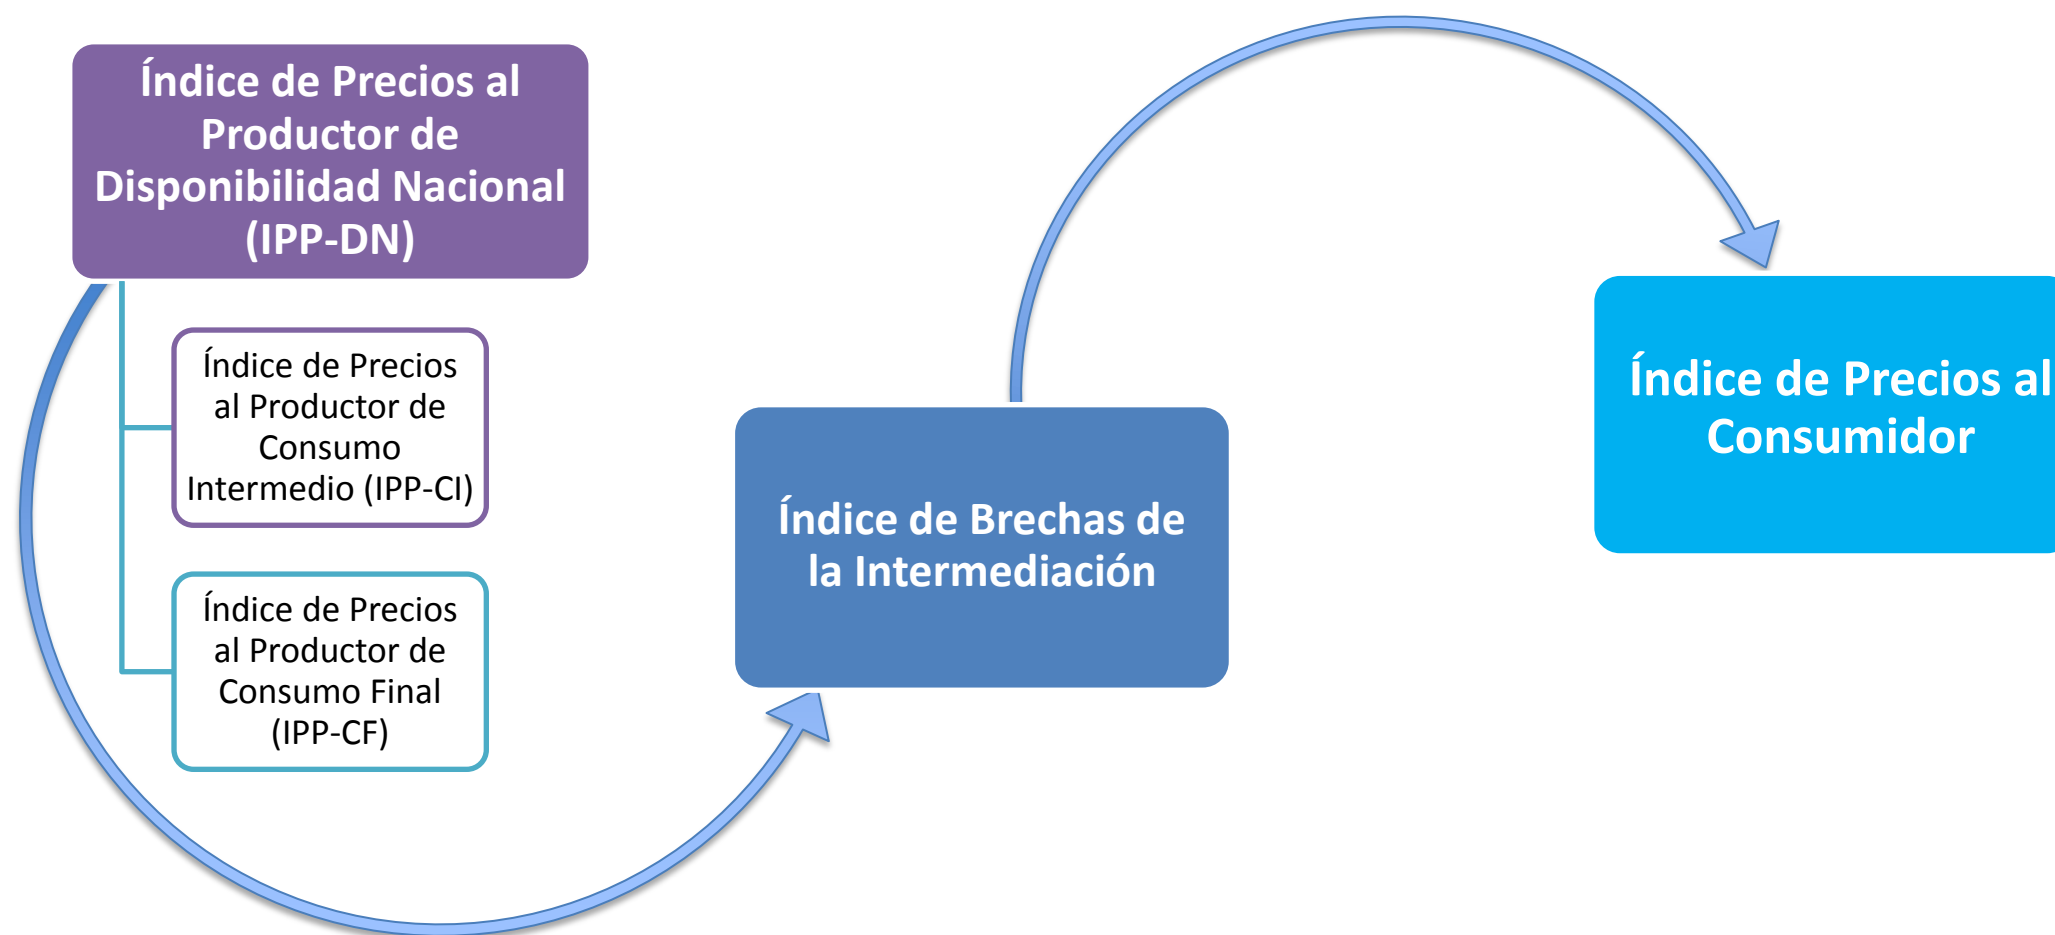 Índice de Precios al
Productor de
Disponibilidad Nacional
(IPP-DN)
Índice de Precios
al Productor de
Consumo
Intermedio (IPP-CI)
Índice de Precios
al Productor de
Consumo Final
(IPP-CF)
Índice de Brechas de
la Intermediación
Índice de Precios al
Consumidor